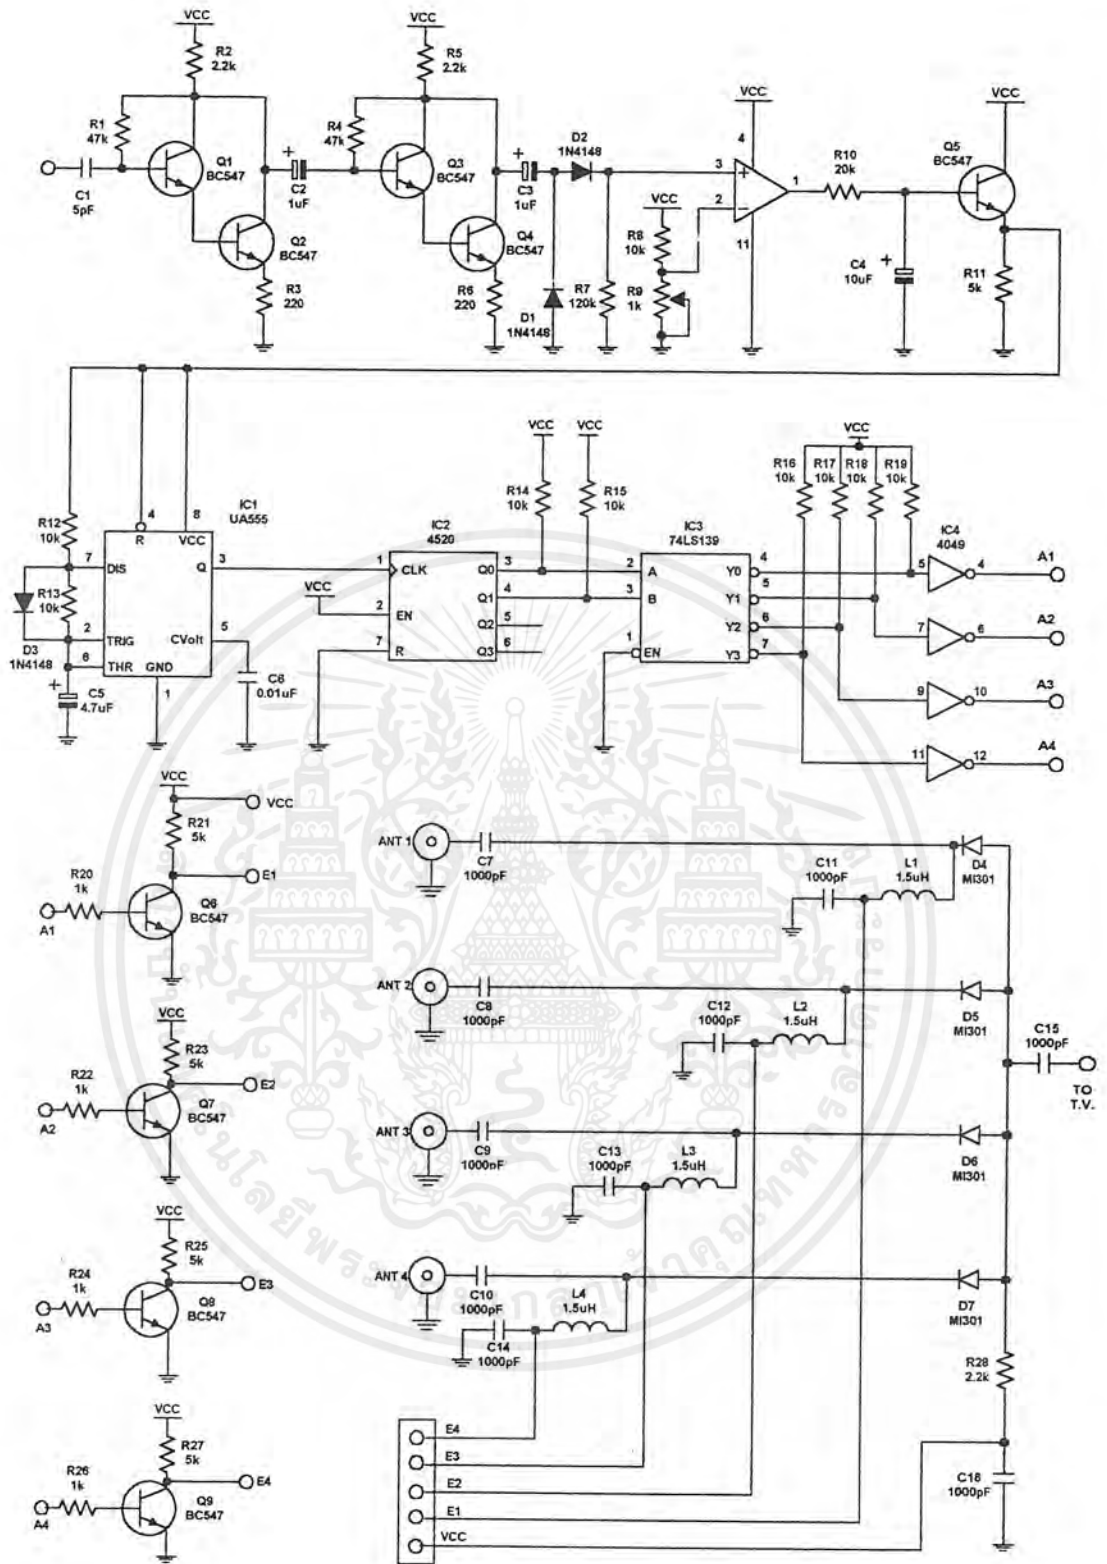 VCC
R2
2.2k
R1
47k
Q1
BC547
C1
5pF
Q2
BC547
R3
220
C2
1uF
VCC
R5
2.2k
R4
47k
Q3
BC547
Q4
BC547
R6
220
C3
1uF
D2
1N4148
D1
1N4148
R7
120k
VCC
R8
10k
R9
1k
VCC
4
3
2
1
11
R10
20k
C4
10uF
VCC
Q5
BC547
R11
5k
R12
10k
R13
10k
D3
1N4148
C5
4.7uF
IC1
UA555
4
8
R
VCC
7
DIS
Q
3
2
TRIG
CVolt
5
6
THR
GND
1
C6
0.01uF
VCC
IC2
4520
1
CLK
Q0
3
2
EN
Q1
4
7
R
Q2
5
Q3
6
VCC
R14
10k
VCC
R15
10k
IC3
74LS139
2
A
Y0
4
3
B
Y1
5
1
EN
Y2
6
Y3
7
VCC
R16
10k
R17
10k
R18
10k
R19
10k
IC4
4049
5
4
A1
7
6
A2
9
10
A3
11
12
A4
VCC
VCC
R21
5k
E1
R20
1k
A1
Q6
BC547
VCC
R23
5k
E2
R22
1k
A2
Q7
BC547
VCC
R25
5k
E3
R24
1k
A3
Q8
BC547
VCC
R27
5k
E4
R26
1k
A4
Q9
BC547
ANT 1
C7
1000pF
C11
1000pF
L1
1.5uH
D4
MI301
ANT 2
C8
1000pF
C12
1000pF
L2
1.5uH
D5
MI301
C15
1000pF
TO
T.V.
ANT 3
C9
1000pF
C13
1000pF
L3
1.5uH
D6
MI301
ANT 4
C10
1000pF
C14
1000pF
L4
1.5uH
D7
MI301
R28
2.2k
C16
1000pF
E4
E3
E2
E1
VCC